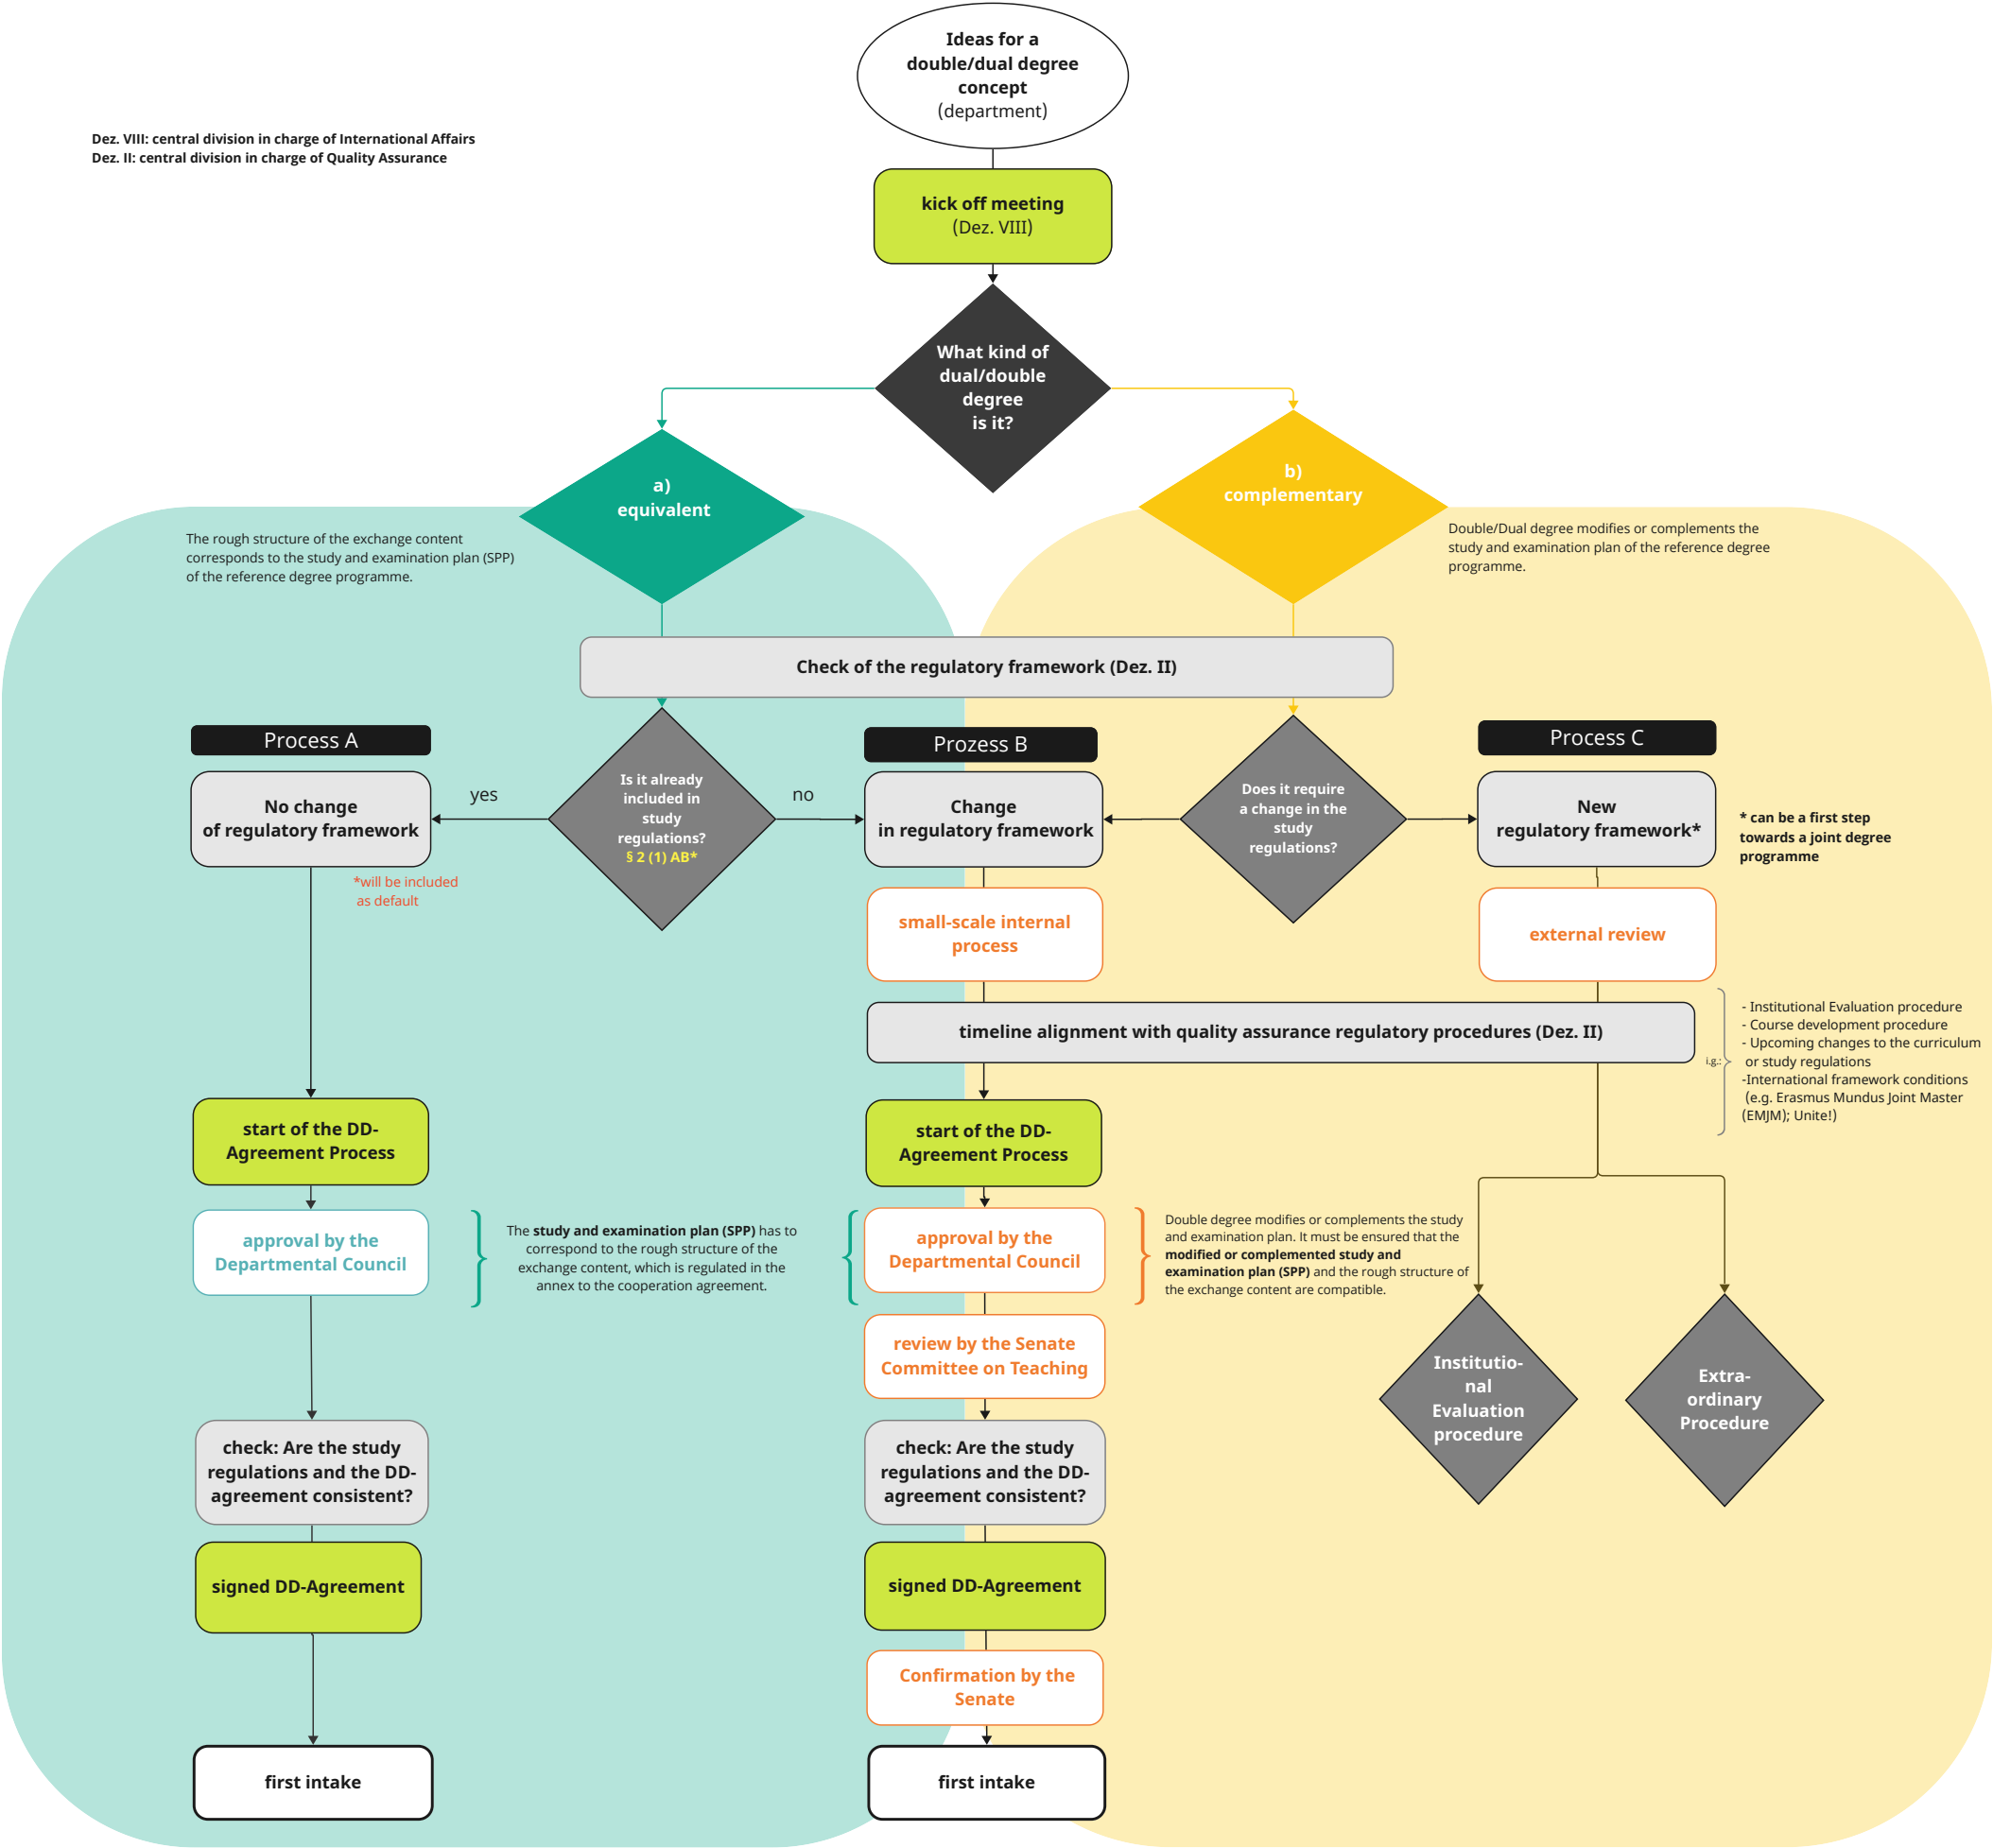 Ideas for a
double/dual degree
concept
(department)
Dez. VIII: central division in charge of International Affairs
Dez. II: central division in charge of Quality Assurance
kick off meeting
(Dez. VIII)
What kind of
dual/double
degree
is it?
a)
equivalent
b)
complementary
The rough structure of the exchange content
corresponds to the study and examination plan (SPP)
of the reference degree programme.
Double/Dual degree modifies or complements the
study and examination plan of the reference degree
programme.
Check of the regulatory framework (Dez. II)
Process A
Prozess B
Process C
No change
of regulatory framework
yes
Is it already
included in
study
regulations?
§ 2 (1) AB*
no
Change
in regulatory framework
Does it require
a change in the
study
regulations?
New
regulatory framework*
* can be a first step
towards a joint degree
programme
*will be included
as default
small-scale internal
process
external review
timeline alignment with quality assurance regulatory procedures (Dez. II)
i.g.:
- Institutional Evaluation procedure
- Course development procedure
- Upcoming changes to the curriculum
or study regulations
-International framework conditions
(e.g. Erasmus Mundus Joint Master
(EMJM); Unite!)
start of the DD-
Agreement Process
start of the DD-
Agreement Process
approval by the
Departmental Council
The study and examination plan (SPP) has to
correspond to the rough structure of the
exchange content, which is regulated in the
annex to the cooperation agreement.
approval by the
Departmental Council
Double degree modifies or complements the study
and examination plan. It must be ensured that the
modified or complemented study and
examination plan (SPP) and the rough structure of
the exchange content are compatible.
review by the Senate
Committee on Teaching
Institutio-
nal
Evaluation
procedure
Extra-
ordinary
Procedure
check: Are the study
regulations and the DD-
agreement consistent?
check: Are the study
regulations and the DD-
agreement consistent?
signed DD-Agreement
signed DD-Agreement
Confirmation by the
Senate
first intake
first intake